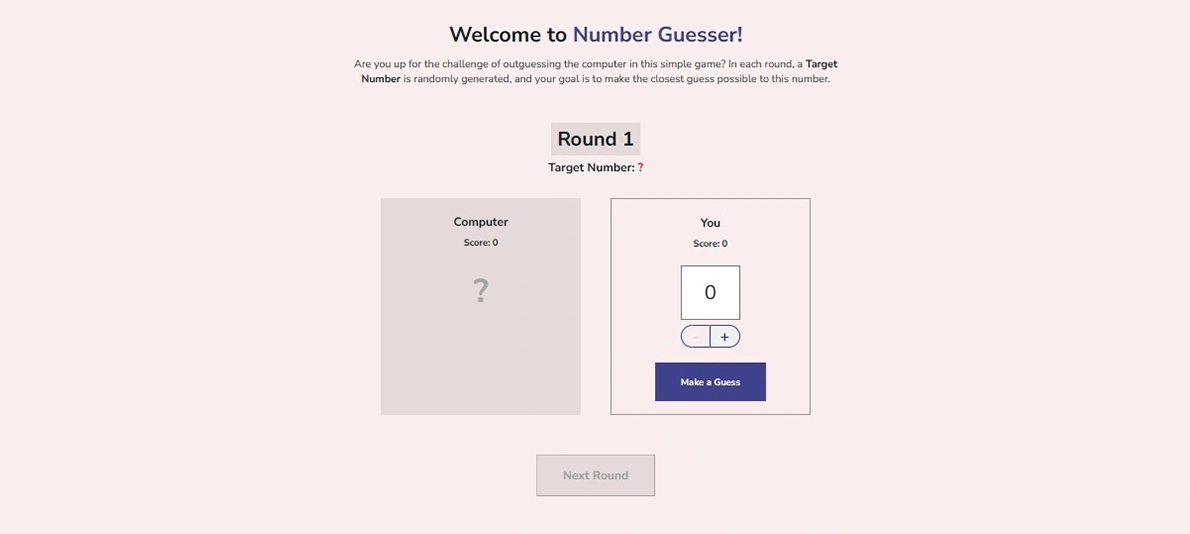 Welcome to Number Guesser!
Are you up for the challenge of outguessing the computer in this simple game? In each round, a Target
Number is randomly generated, and your goal is to make the closest guess possible to this number.
Round 1
Target Number: ?
Computer
Score: 0
?
You
Score: 0
0
- +
Make a Guess
Next Round